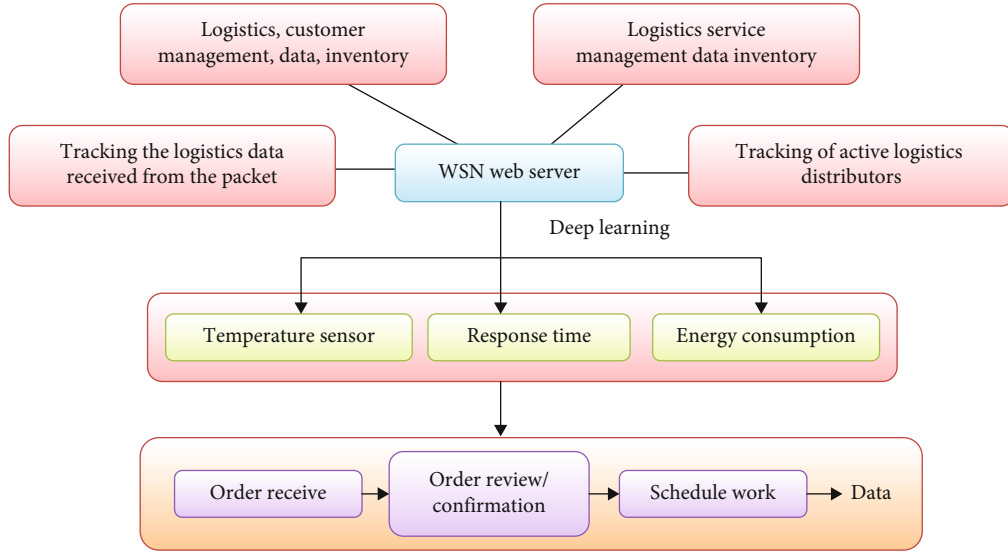 Logistics, customer
management, data, inventory
Logistics service
management data inventory
Tracking the logistics data
received from the packet
WSN web server
Tracking of active logistics
distributors
Deep learning
Temperature sensor
Response time
Energy consumption
Order receive
Order review/
confirmation
Schedule work
Data